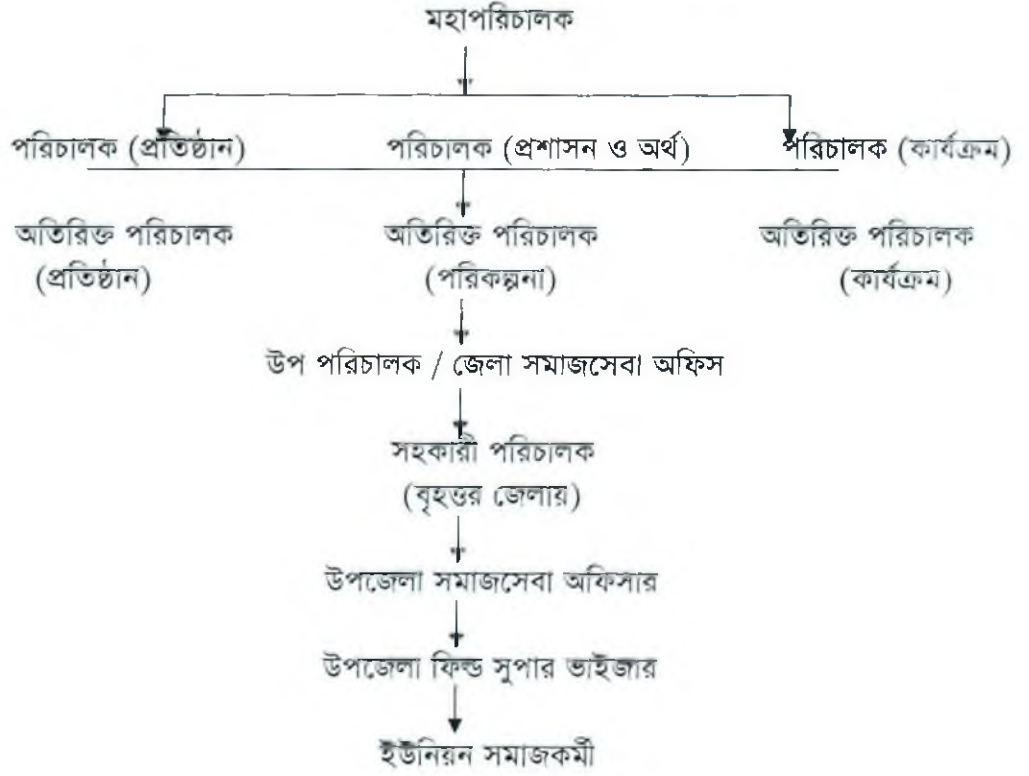 মহাপরিচালক
পরিচালক (প্রতিষ্ঠান) পরিচালক (প্রশাসন ও অর্থ) পরিচালক (কার্যক্রম)
অতিরিক্ত পরিচালক অতিরিক্ত পরিচালক অতিরিক্ত পরিচালক
(প্রতিষ্ঠান) (পরিকল্পনা) (কার্যক্রম)
উপ পরিচালক / জেলা সমাজসেবা অফিস
সহকারী পরিচালক
(বৃহত্তর জেলায়)
উপজেলা সমাজসেবা অফিসার
উপজেলা ফিল্ড সুপার ভাইজার
ইউনিয়ন সমাজকর্মী